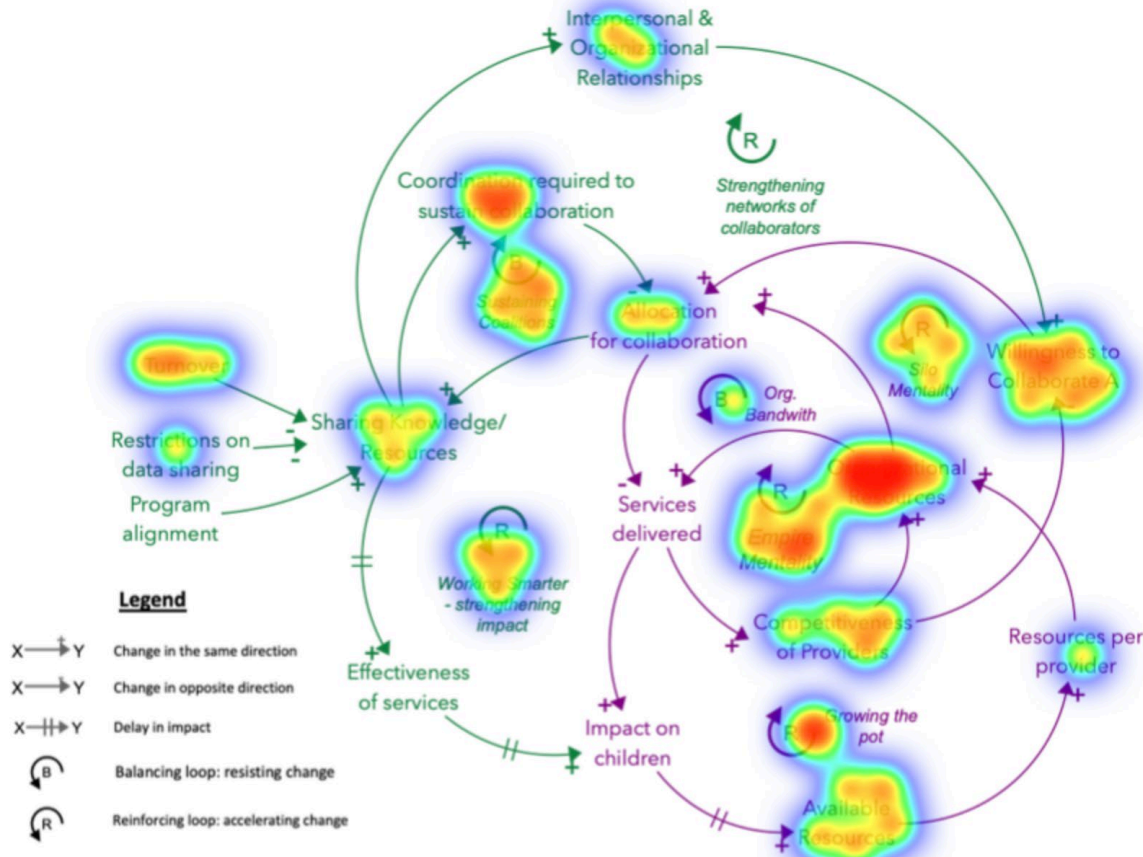 Interpersonal &
Organizational
Relationships
R
Strengthening
networks of
collaborators
Coordination required to
sustain collaboration
B
Sustaining
Coalitions
Allocation
for collaboration
R
Silo
Mentality
Willingness to
Collaborate A
Turnover
B
Org.
Bandwith
Sharing Knowledge/
Resources
Restrictions on
data sharing
Program
alignment
R
Empire
Mentality
Services
delivered
R
Working Smarter
- strengthening
impact
Competitiveness
of Providers
Resources per
provider
Effectiveness
of services
Impact on
children
Growing the
pot
Available
Resources
Legend
X Y Change in the same direction
X Y Change in opposite direction
X Y Delay in impact
B Balancing loop: resisting change
R Reinforcing loop: accelerating change